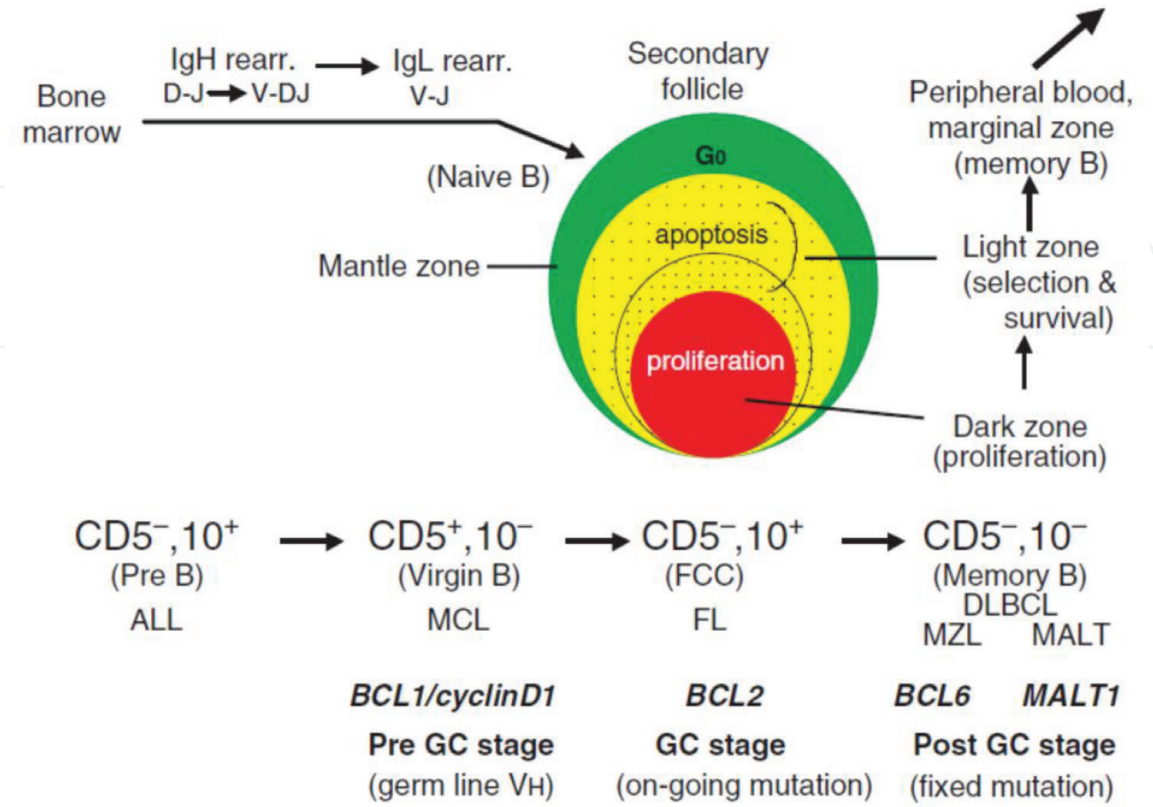 Bone
marrow
IgH rearr. → IgL rearr.
D-J→V-DJ V-J
(Naive B)
Mantle zone
Secondary
follicle
G0
apoptosis
proliferation
Peripheral blood,
marginal zone
(memory B)
Light zone
(selection &
survival)
Dark zone
(proliferation)
CD5⁻,10⁺ → CD5⁺,10⁻ → CD5⁻,10⁺ → CD5⁻,10⁻
(Pre B) (Virgin B) (FCC) (Memory B)
ALL MCL FL DLBCL
MZL MALT
BCL1/cyclinD1 BCL2 BCL6 MALT1
Pre GC stage GC stage Post GC stage
(germ line VH) (on-going mutation) (fixed mutation)